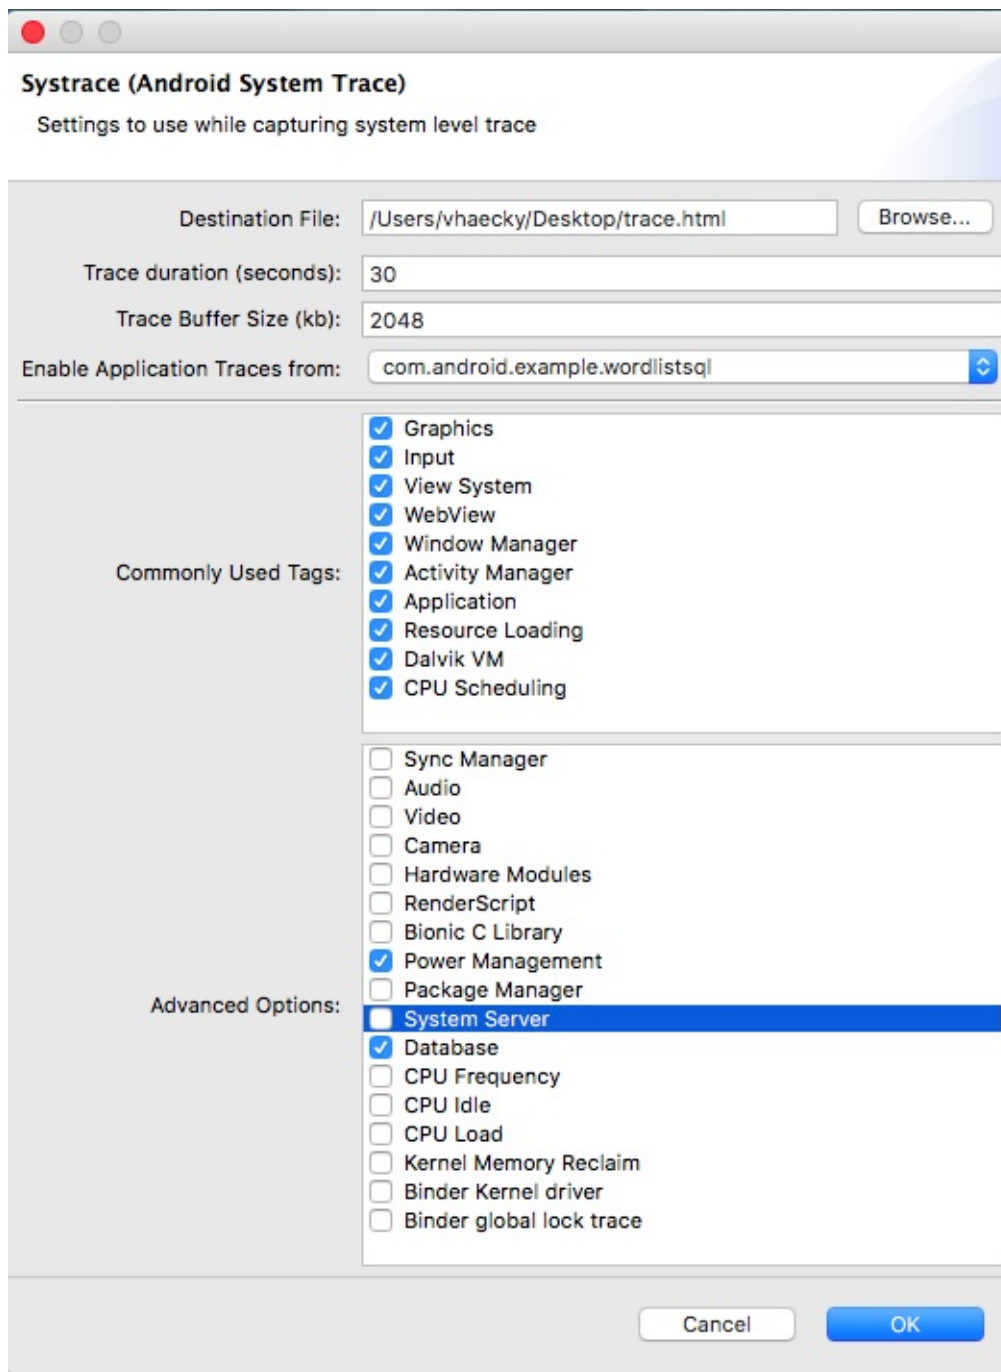 Systrace (Android System Trace)
Settings to use while capturing system level trace
Destination File: /Users/vhaecky/Desktop/trace.html Browse...
Trace duration (seconds): 30
Trace Buffer Size (kb): 2048
Enable Application Traces from: com.android.example.wordlistsql
Graphics
Input
View System
WebView
Window Manager
Commonly Used Tags: Activity Manager
Application
Resource Loading
Dalvik VM
CPU Scheduling
Sync Manager
Audio
Video
Camera
Hardware Modules
RenderScript
Bionic C Library
Power Management
Package Manager
Advanced Options: System Server
Database
CPU Frequency
CPU Idle
CPU Load
Kernel Memory Reclaim
Binder Kernel driver
Binder global lock trace
Cancel OK